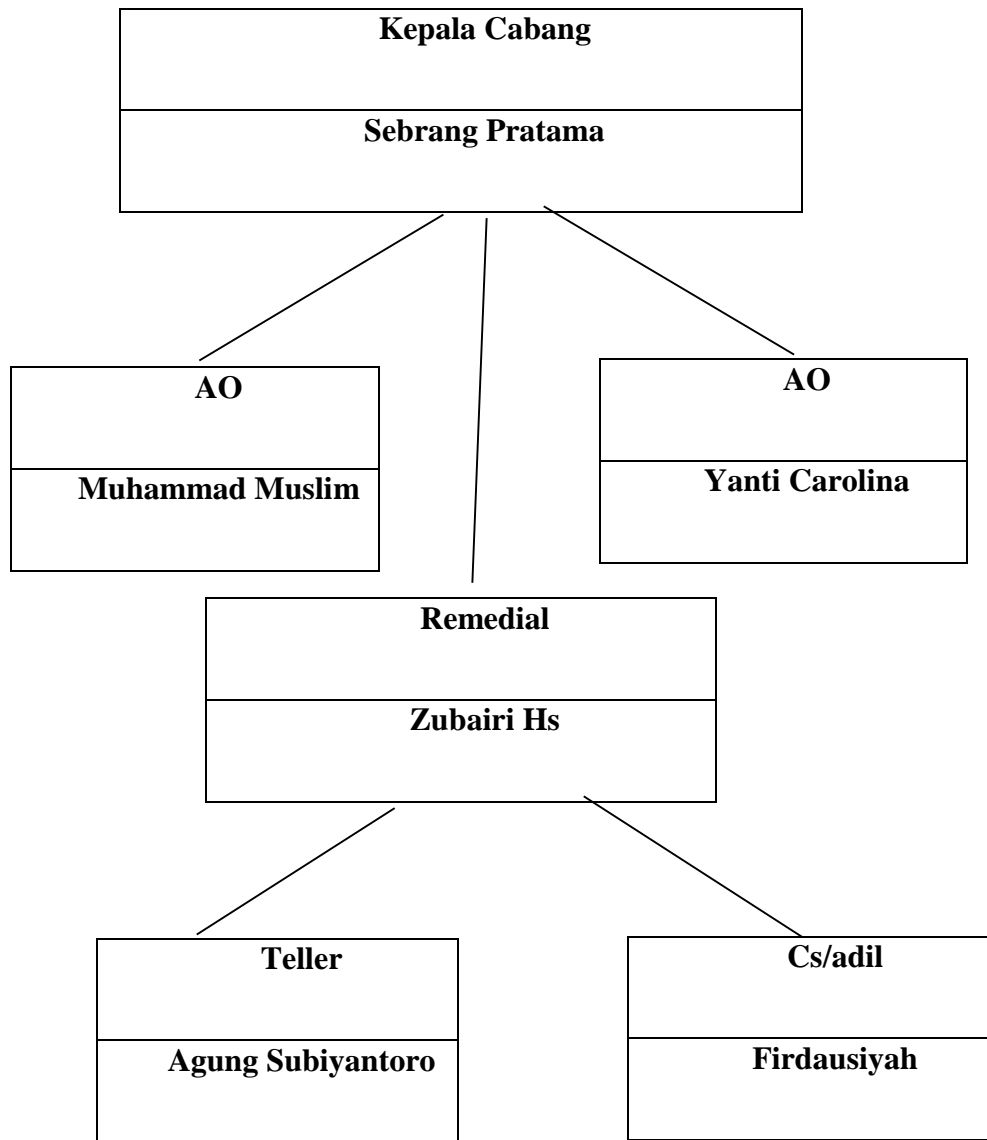 Kepala Cabang
Sebrang Pratama
AO
Muhammad Muslim
AO
Yanti Carolina
Remedial
Zubairi Hs
Teller
Agung Subiyantoro
Cs/adil
Firdausiyah